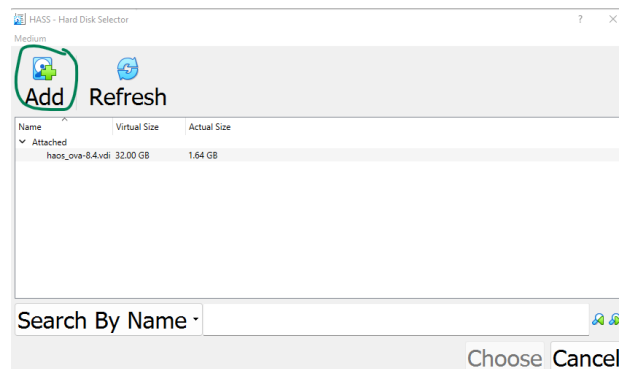 HASS - Hard Disk Selector ?
Medium
Add Refresh
Name Virtual Size Actual Size
Attached
haos_ova-8.4.vdi 32.00 GB 1.64 GB
Search By Name
Choose Cancel